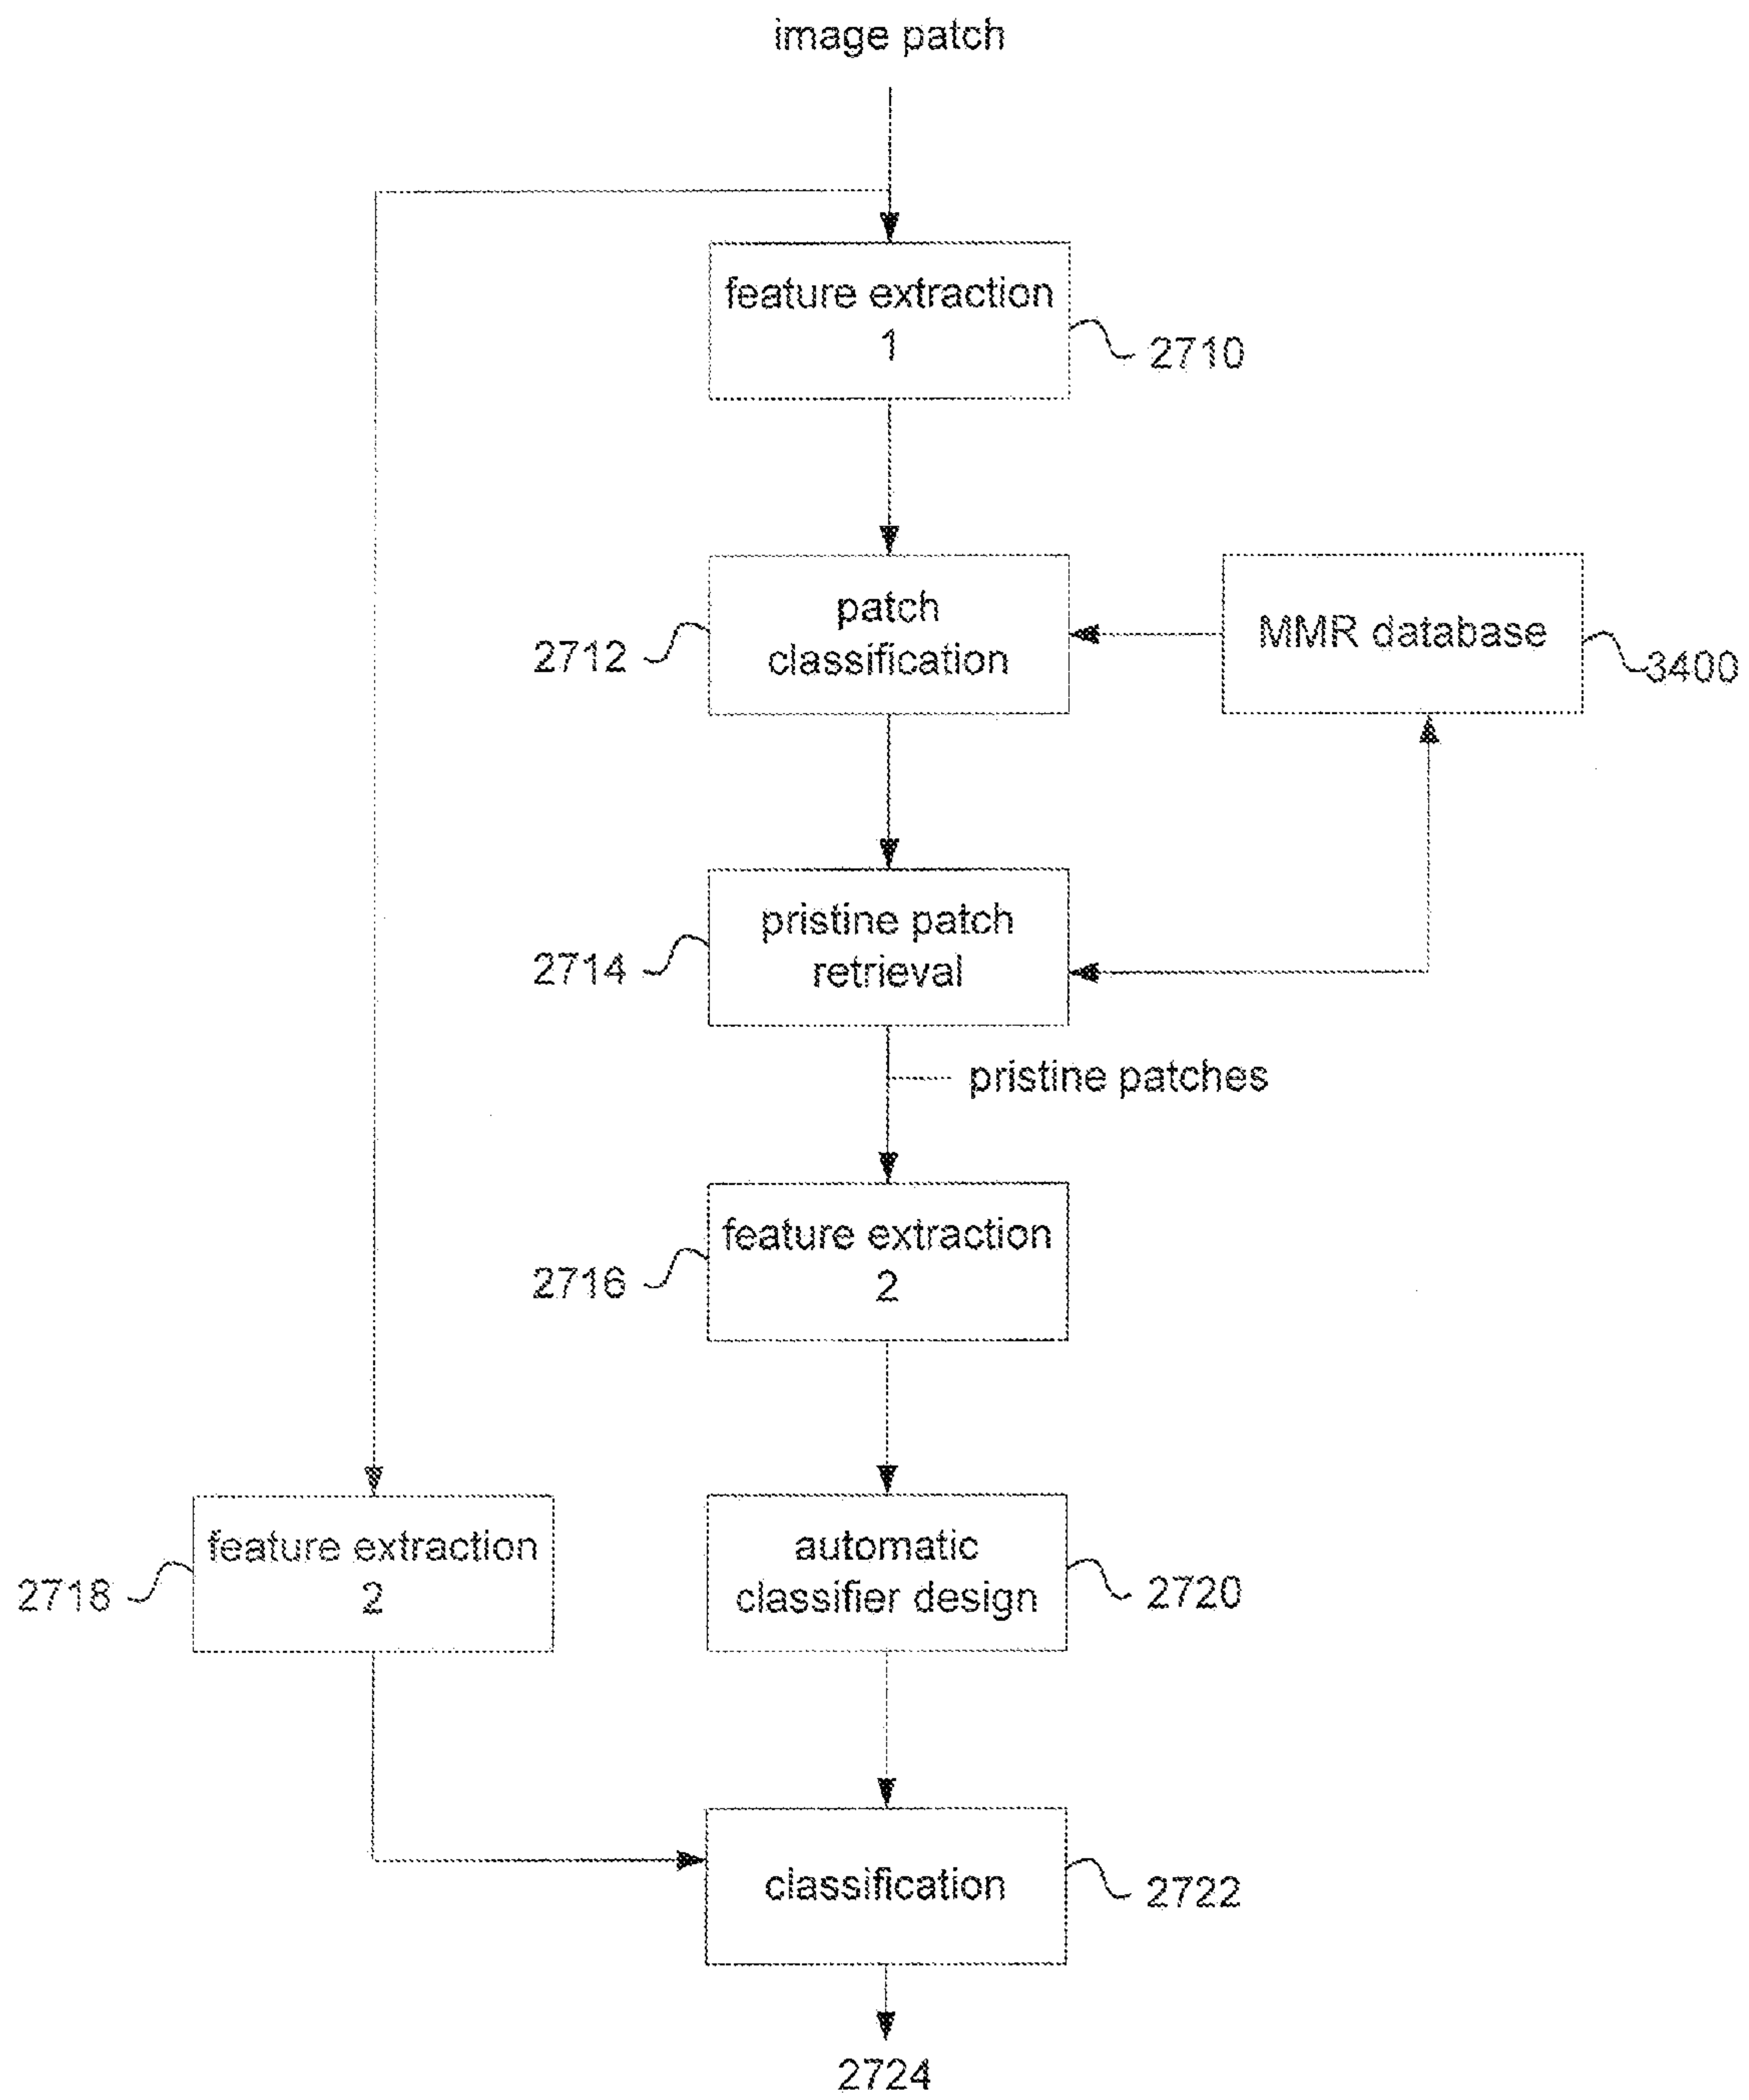 image patch
feature extraction
1
2710
patch
classification
2712
MMR database
3400
pristine patch
retrieval
2714
pristine patches
feature extraction
2
2716
feature extraction
2
2718
automatic
classifier design
2720
classification
2722
2724